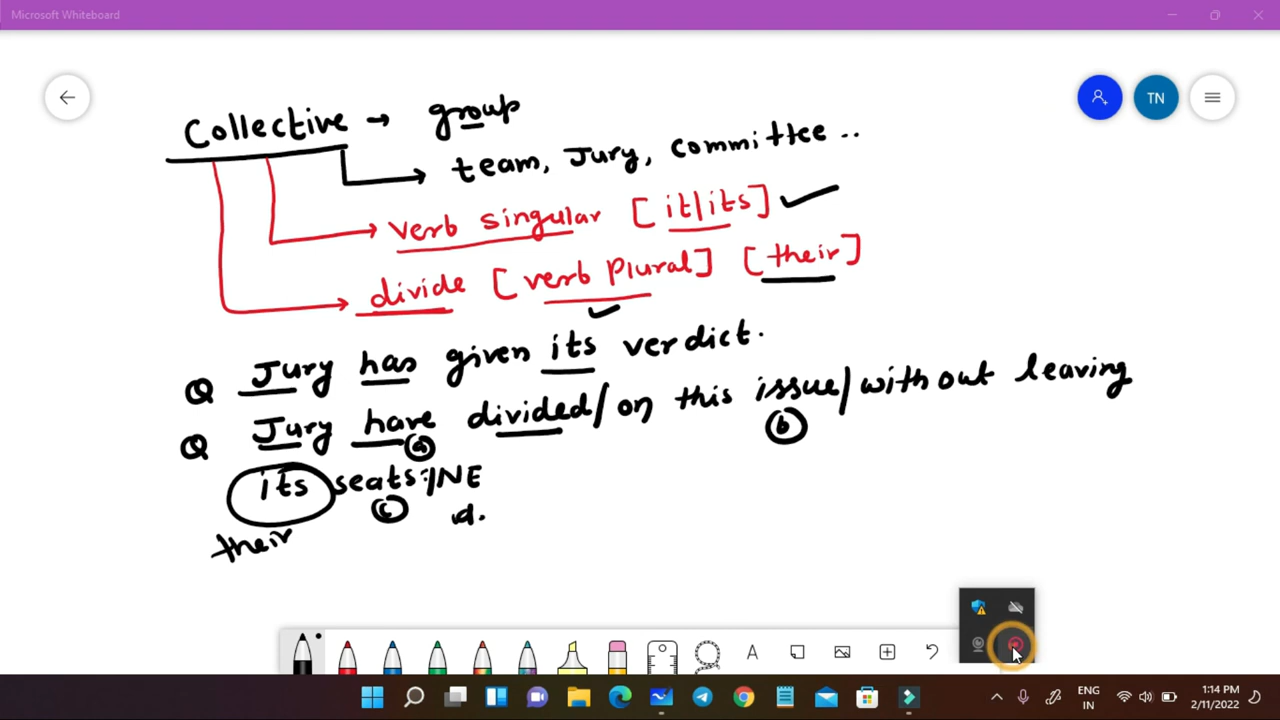 Microsoft Whiteboard
Collective → group
TN
team, Jury, committee ..
verb singular [it/its]
divide [verb plural] [their]
Q Jury has given its verdict.
Q Jury have divided/ on this issue/ without leaving
a b
its seats:/NE
c d.
their
A
ENG
IN
1:14 PM
2/11/2022